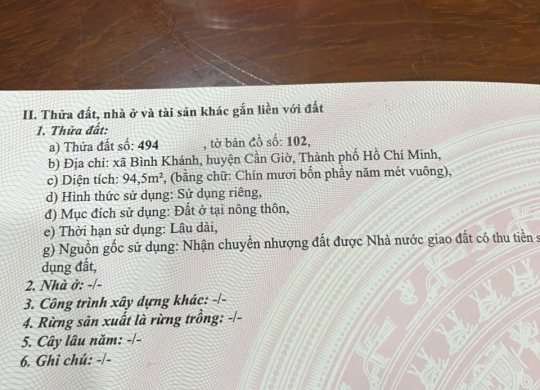 II. Thửa đất, nhà ở và tài sản khác gắn liền với đất
1. Thửa đất:
a) Thửa đất số: 494 , tờ bản đồ số: 102,
b) Địa chỉ: xã Bình Khánh, huyện Cần Giờ, Thành phố Hồ Chí Minh,
c) Diện tích: 94,5m², (bằng chữ: Chín mươi bốn phẩy năm mét vuông),
d) Hình thức sử dụng: Sử dụng riêng,
đ) Mục đích sử dụng: Đất ở tại nông thôn,
e) Thời hạn sử dụng: Lâu dài,
g) Nguồn gốc sử dụng: Nhận chuyển nhượng đất được Nhà nước giao đất có thu tiền s
dụng đất,
2. Nhà ở: -/-
3. Công trình xây dựng khác: -/-
4. Rừng sản xuất là rừng trồng: -/-
5. Cây lâu năm: -/-
6. Ghi chú: -/-